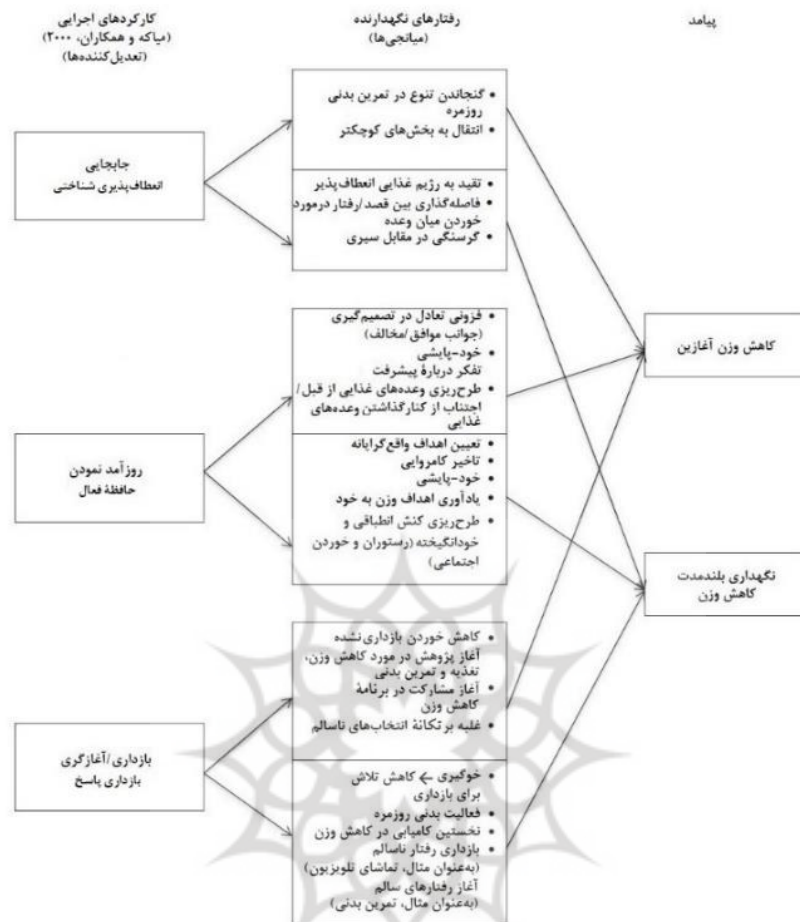 کارکردهای اجرایی
(میاکه و همکاران، ۲۰۰۰)
(تعدیل‌کننده‌ها)
رفتارهای نگهدارنده
(میانجی‌ها)
پیامد
جابجایی
انعطاف‌پذیری شناختی
• گنجاندن تنوع در تمرین بدنی
روزمره
• انتقال به بخش‌های کوچکتر
• تقید به رژیم غذایی انعطاف‌پذیر
• فاصله‌گذاری بین قصد/رفتار درمورد
خوردن میان وعده
• گرسنگی در مقابل سیری
روزآمد نمودن
حافظهٔ فعال
• فزونی تعادل در تصمیم‌گیری
(جوانب موافق/مخالف)
• خود-پایشی
تفکر دربارهٔ پیشرفت
• طرح‌ریزی وعده‌های غذایی از قبل/
اجتناب از کنارگذاشتن وعده‌های
غذایی
• تعیین اهداف واقع‌گرایانه
• تاخیر کامروایی
• خود-پایشی
• یادآوری اهداف وزن به خود
• طرح‌ریزی کنش انطباقی و
خودانگیخته (رستوران و خوردن
اجتماعی)
بازداری/آغازگری
بازداری پاسخ
• کاهش خوردن بازداری‌نشده
آغاز پژوهش در مورد کاهش وزن،
تغذیه و تمرین بدنی
• آغاز مشارکت در برنامهٔ
کاهش وزن
• غلبه بر تکانهٔ انتخاب‌های ناسالم
• خوگیری ← کاهش تلاش
برای بازداری
• فعالیت بدنی روزمره
• نخستین کامیابی در کاهش وزن
• بازداری رفتار ناسالم
(به‌عنوان مثال، تماشای تلویزیون)
آغاز رفتارهای سالم
(به‌عنوان مثال، تمرین بدنی)
کاهش وزن آغازین
نگهداری بلندمدت
کاهش وزن